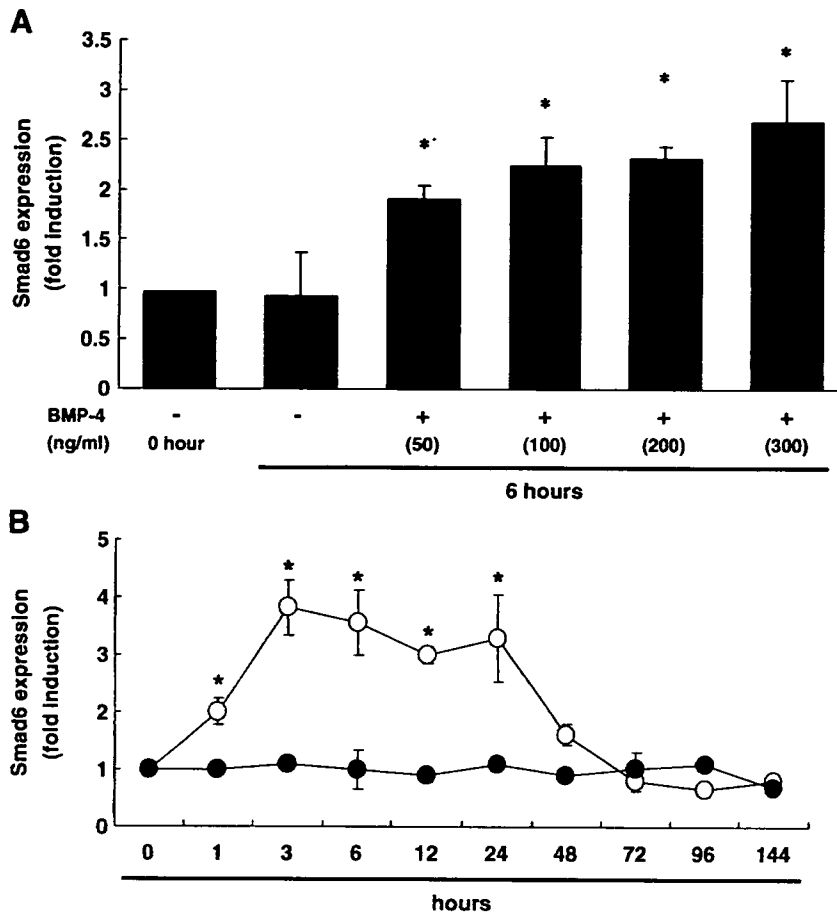 A
Smad6 expression
(fold induction)
3.5
3
2.5
2
1.5
1
0.5
0
* * * *
BMP-4 - - + + + +
(ng/ml) 0 hour (50) (100) (200) (300)
6 hours
B
Smad6 expression
(fold induction)
5
4
3
2
1
0
* * * * *
0 1 3 6 12 24 48 72 96 144
hours